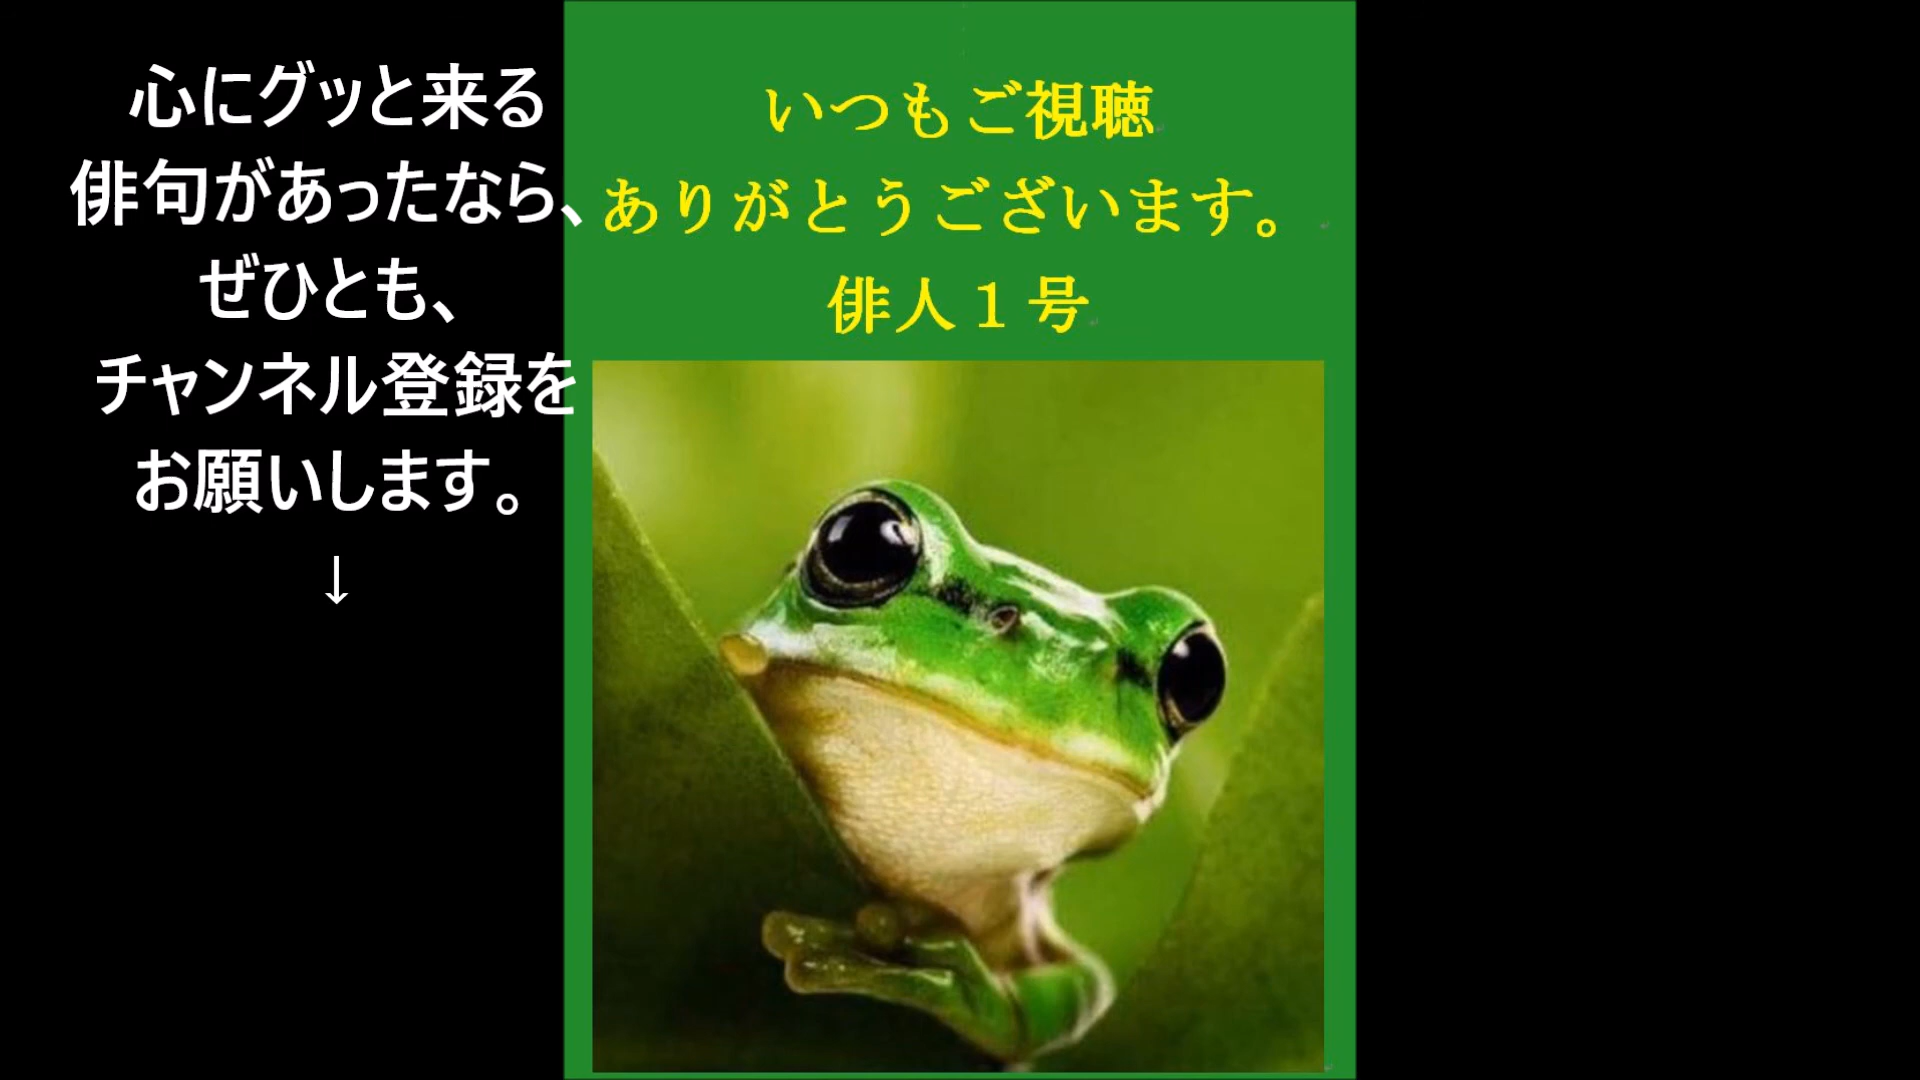 心にグッと来る
俳句があったなら、
ぜひとも、
チャンネル登録を
お願いします。
↓
いつもご視聴
ありがとうございます。
俳人１号